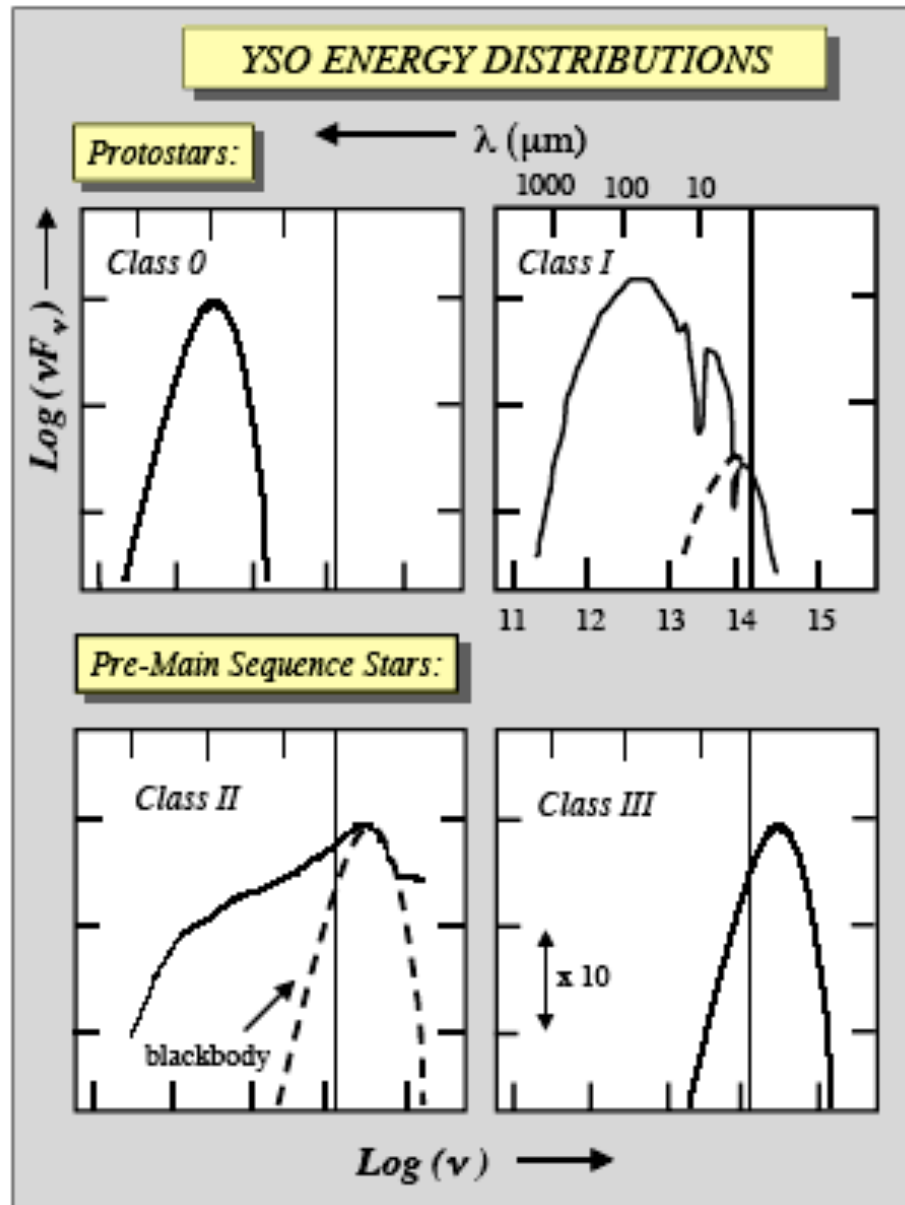 YSO ENERGY DISTRIBUTIONS
Protostars:
λ (μm)
1000 100 10
Log (νFν)
Class 0
Class I
11 12 13 14 15
Pre-Main Sequence Stars:
Class II
Class III
x 10
blackbody
Log (ν)